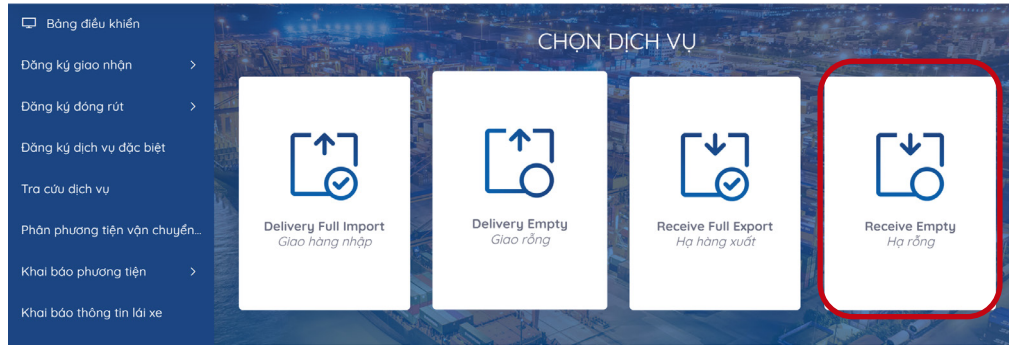 Bảng điều khiển
Đăng ký giao nhận
Đăng ký đóng rút
Đăng ký dịch vụ đặc biệt
Tra cứu dịch vụ
Phân phương tiện vận chuyển...
Khai báo phương tiện
Khai báo thông tin lái xe
CHỌN DỊCH VỤ
Delivery Full Import
Giao hàng nhập
Delivery Empty
Giao rỗng
Receive Full Export
Hạ hàng xuất
Receive Empty
Hạ rỗng